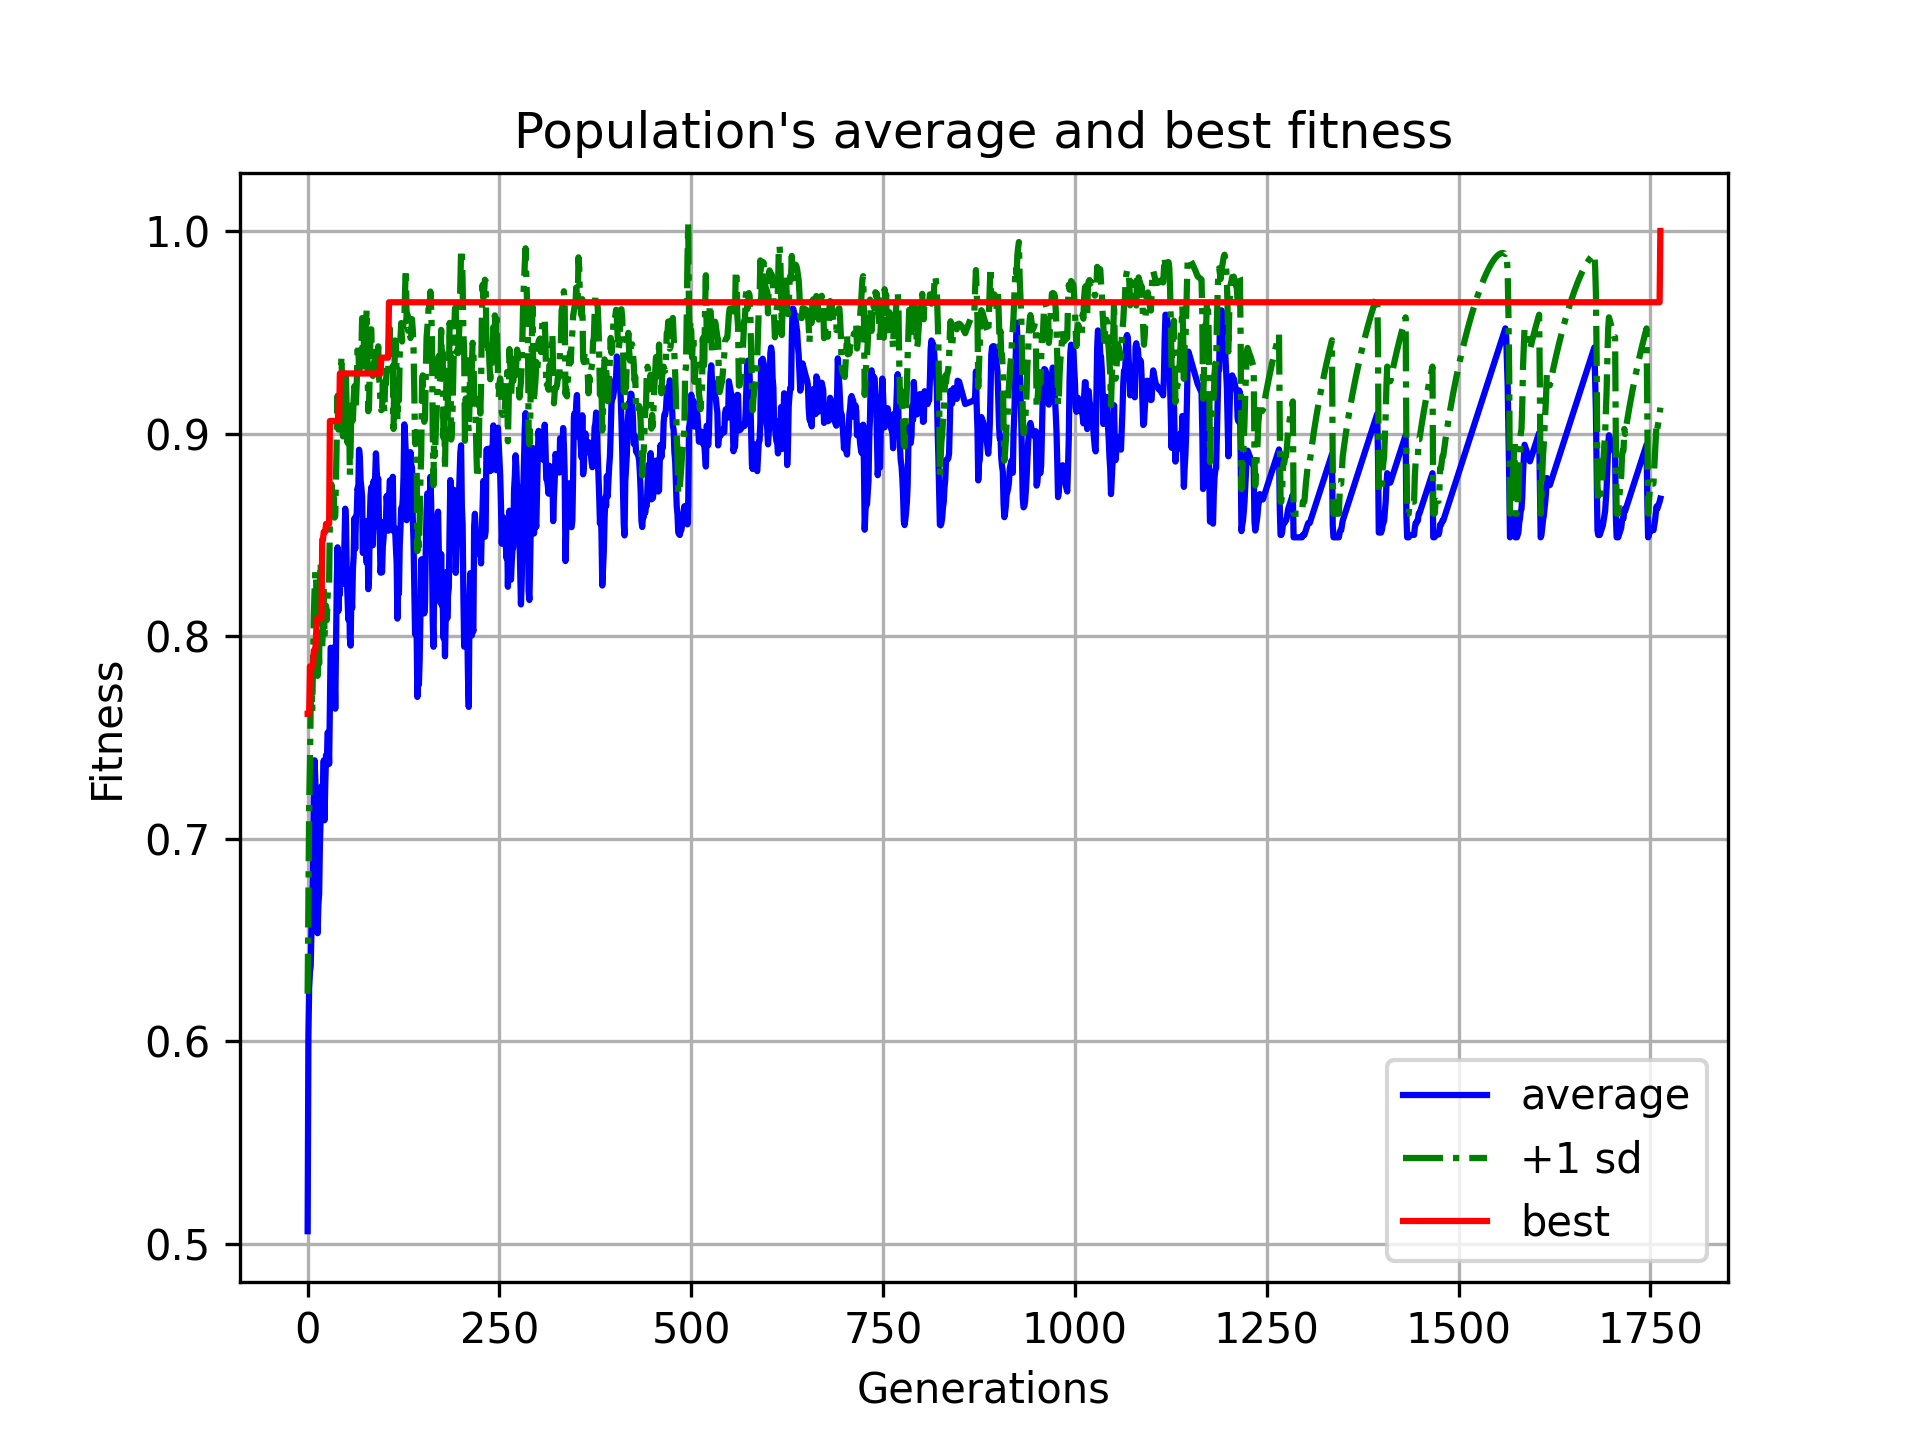 Population's average and best fitness
Fitness
1.0
0.9
0.8
0.7
0.6
0.5
0 250 500 750 1000 1250 1500 1750
Generations
average
+1 sd
best